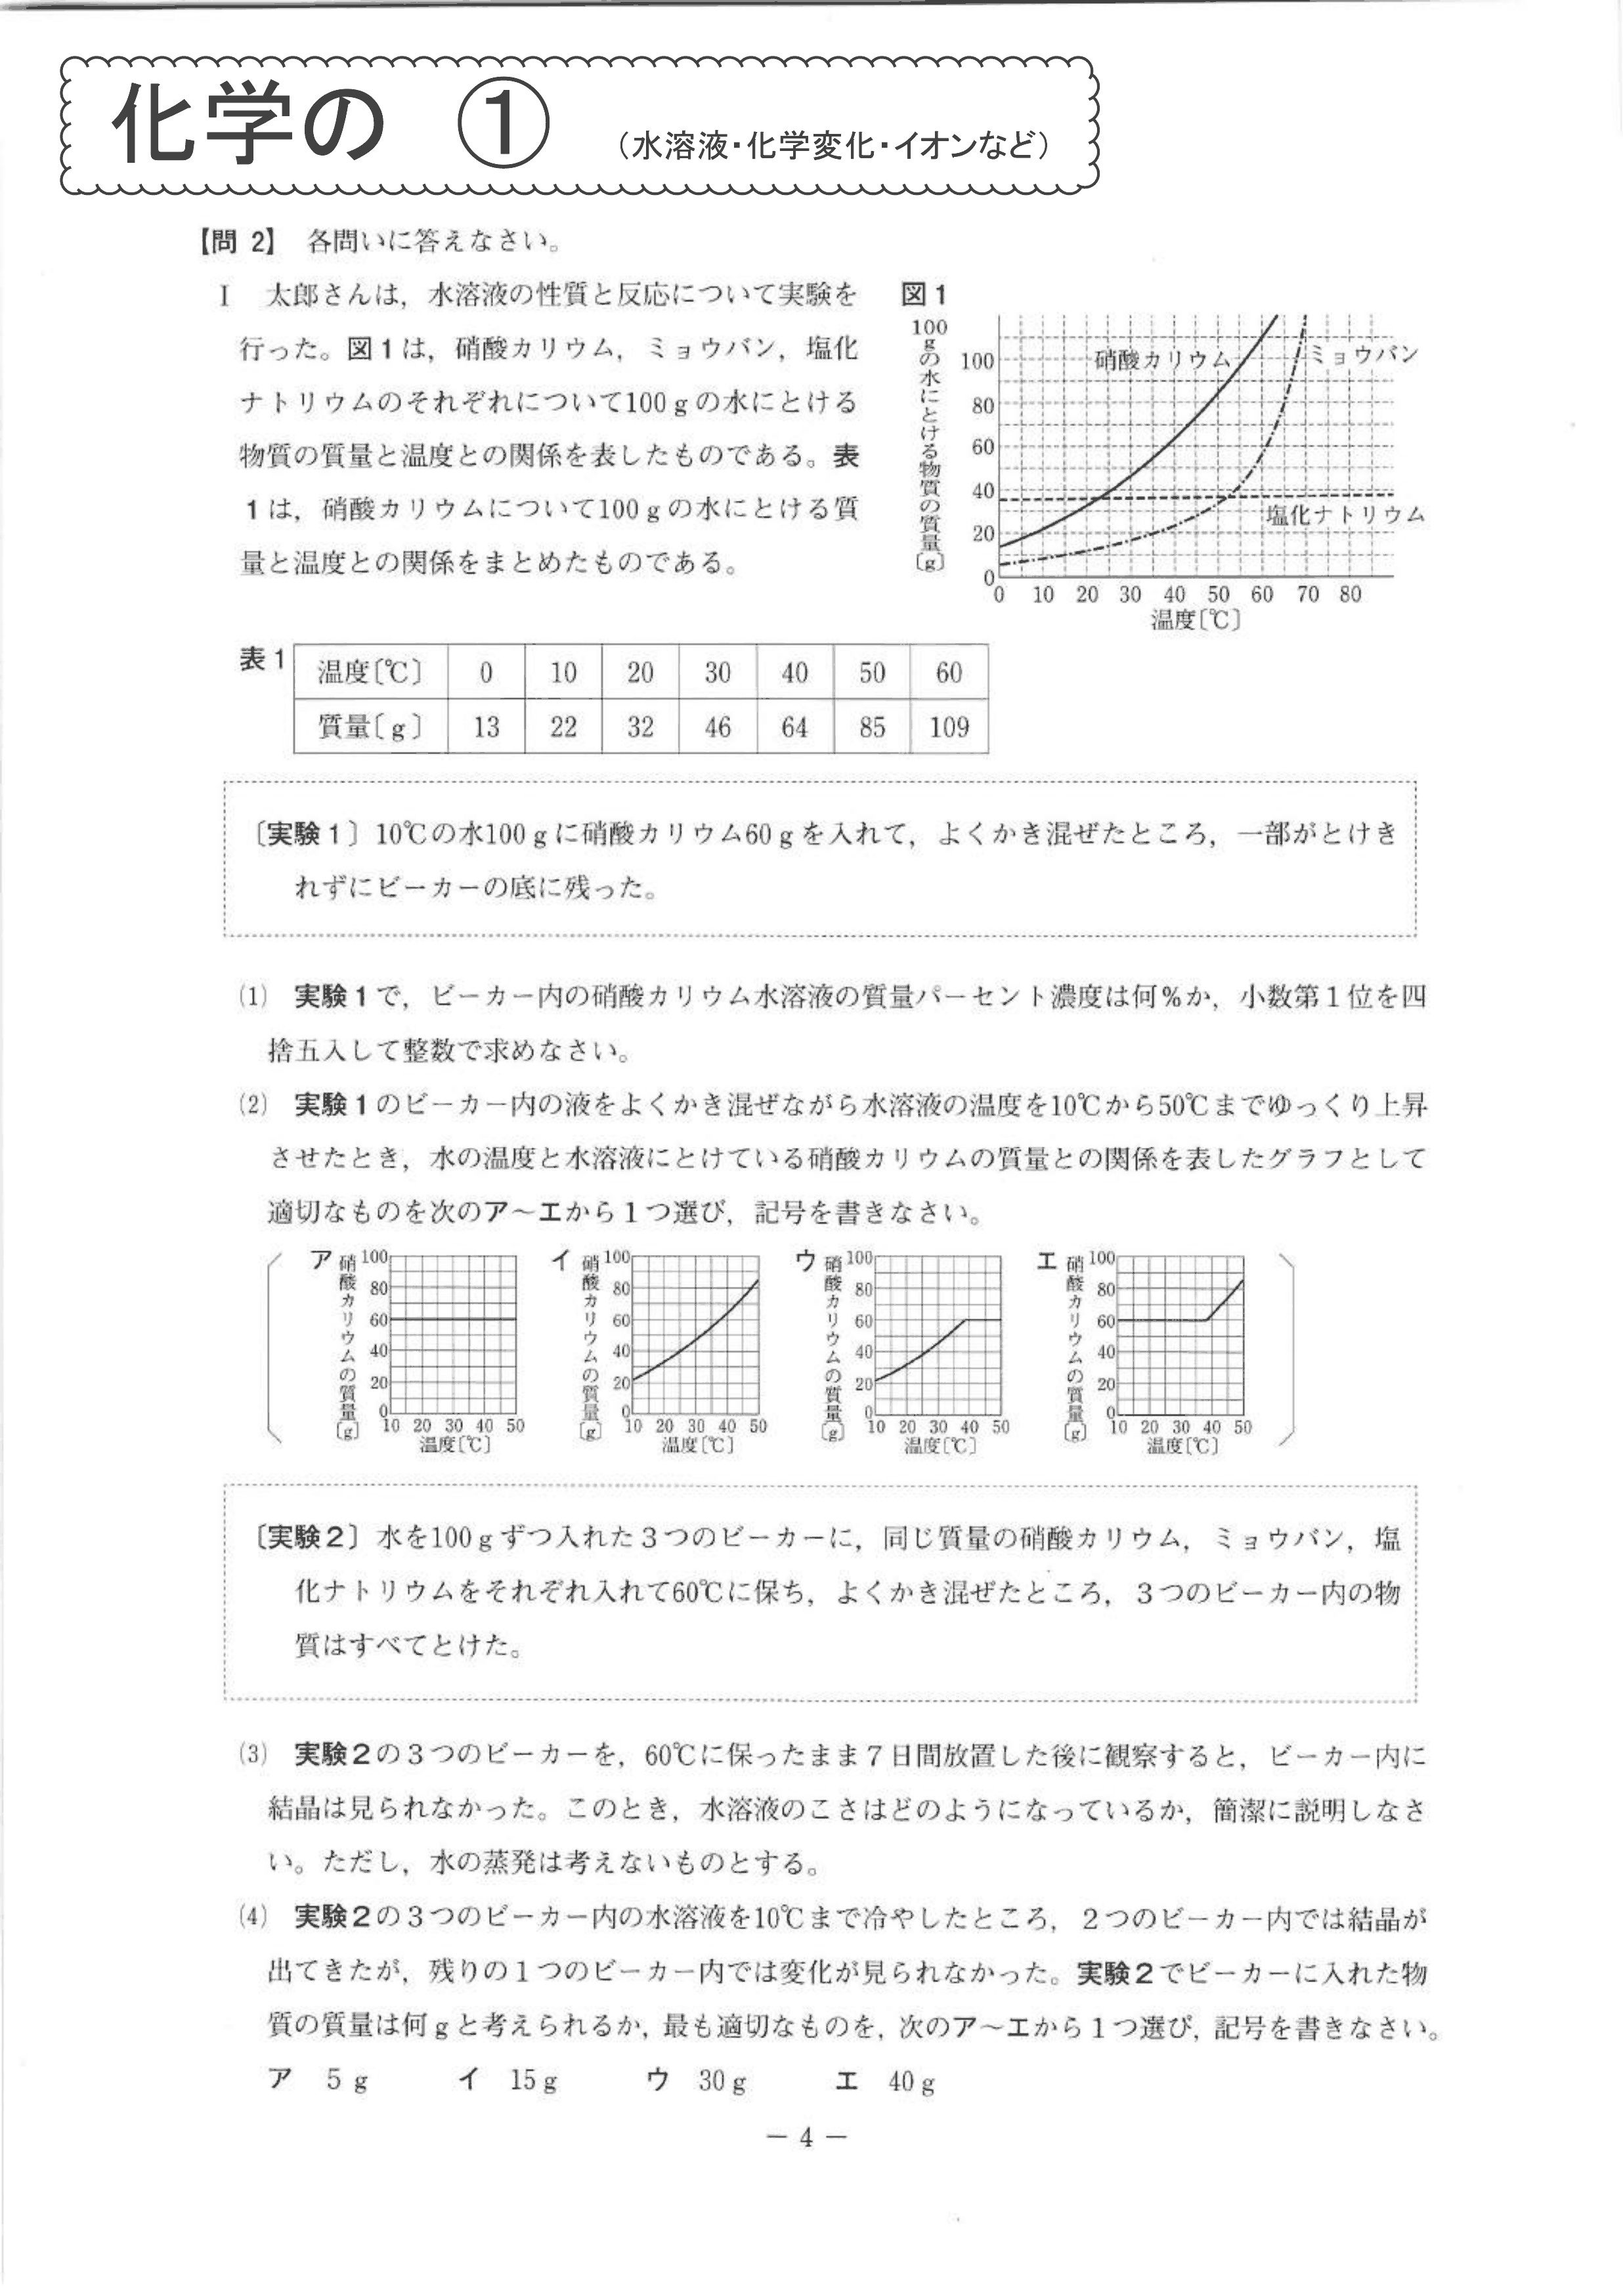 化学の ① （水溶液・化学変化・イオンなど）
【問 2】 各問いに答えなさい。
Ⅰ 太郎さんは，水溶液の性質と反応について実験を
行った。図1は，硝酸カリウム，ミョウバン，塩化
ナトリウムのそれぞれについて100gの水にとける
物質の質量と温度との関係を表したものである。表
1は，硝酸カリウムについて100gの水にとける質
量と温度との関係をまとめたものである。
図1
100gの水にとける物質の質量〔g〕
100
80
60
40
20
0
硝酸カリウム
ミョウバン
塩化ナトリウム
0 10 20 30 40 50 60 70 80
温度〔℃〕
表1
温度〔℃〕 0 10 20 30 40 50 60
質量〔g〕 13 22 32 46 64 85 109
〔実験1〕10℃の水100gに硝酸カリウム60gを入れて，よくかき混ぜたところ，一部がとけき
れずにビーカーの底に残った。
(1) 実験1で，ビーカー内の硝酸カリウム水溶液の質量パーセント濃度は何%か，小数第1位を四
捨五入して整数で求めなさい。
(2) 実験1のビーカー内の液をよくかき混ぜながら水溶液の温度を10℃から50℃までゆっくり上昇
させたとき，水の温度と水溶液にとけている硝酸カリウムの質量との関係を表したグラフとして
適切なものを次のア～エから1つ選び，記号を書きなさい。
ア
硝酸カリウムの質量〔g〕
100
80
60
40
20
0
10 20 30 40 50
温度〔℃〕
イ
硝酸カリウムの質量〔g〕
100
80
60
40
20
0
10 20 30 40 50
温度〔℃〕
ウ
硝酸カリウムの質量〔g〕
100
80
60
40
20
0
10 20 30 40 50
温度〔℃〕
エ
硝酸カリウムの質量〔g〕
100
80
60
40
20
0
10 20 30 40 50
温度〔℃〕
〔実験2〕水を100gずつ入れた3つのビーカーに，同じ質量の硝酸カリウム，ミョウバン，塩
化ナトリウムをそれぞれ入れて60℃に保ち，よくかき混ぜたところ，3つのビーカー内の物
質はすべてとけた。
(3) 実験2の3つのビーカーを，60℃に保ったまま7日間放置した後に観察すると，ビーカー内に
結晶は見られなかった。このとき，水溶液のこさはどのようになっているか，簡潔に説明しなさ
い。ただし，水の蒸発は考えないものとする。
(4) 実験2の3つのビーカー内の水溶液を10℃まで冷やしたところ，2つのビーカー内では結晶が
出てきたが，残りの1つのビーカー内では変化が見られなかった。実験2でビーカーに入れた物
質の質量は何gと考えられるか，最も適切なものを，次のア～エから1つ選び，記号を書きなさい。
ア 5g イ 15g ウ 30g エ 40g
－ 4 －